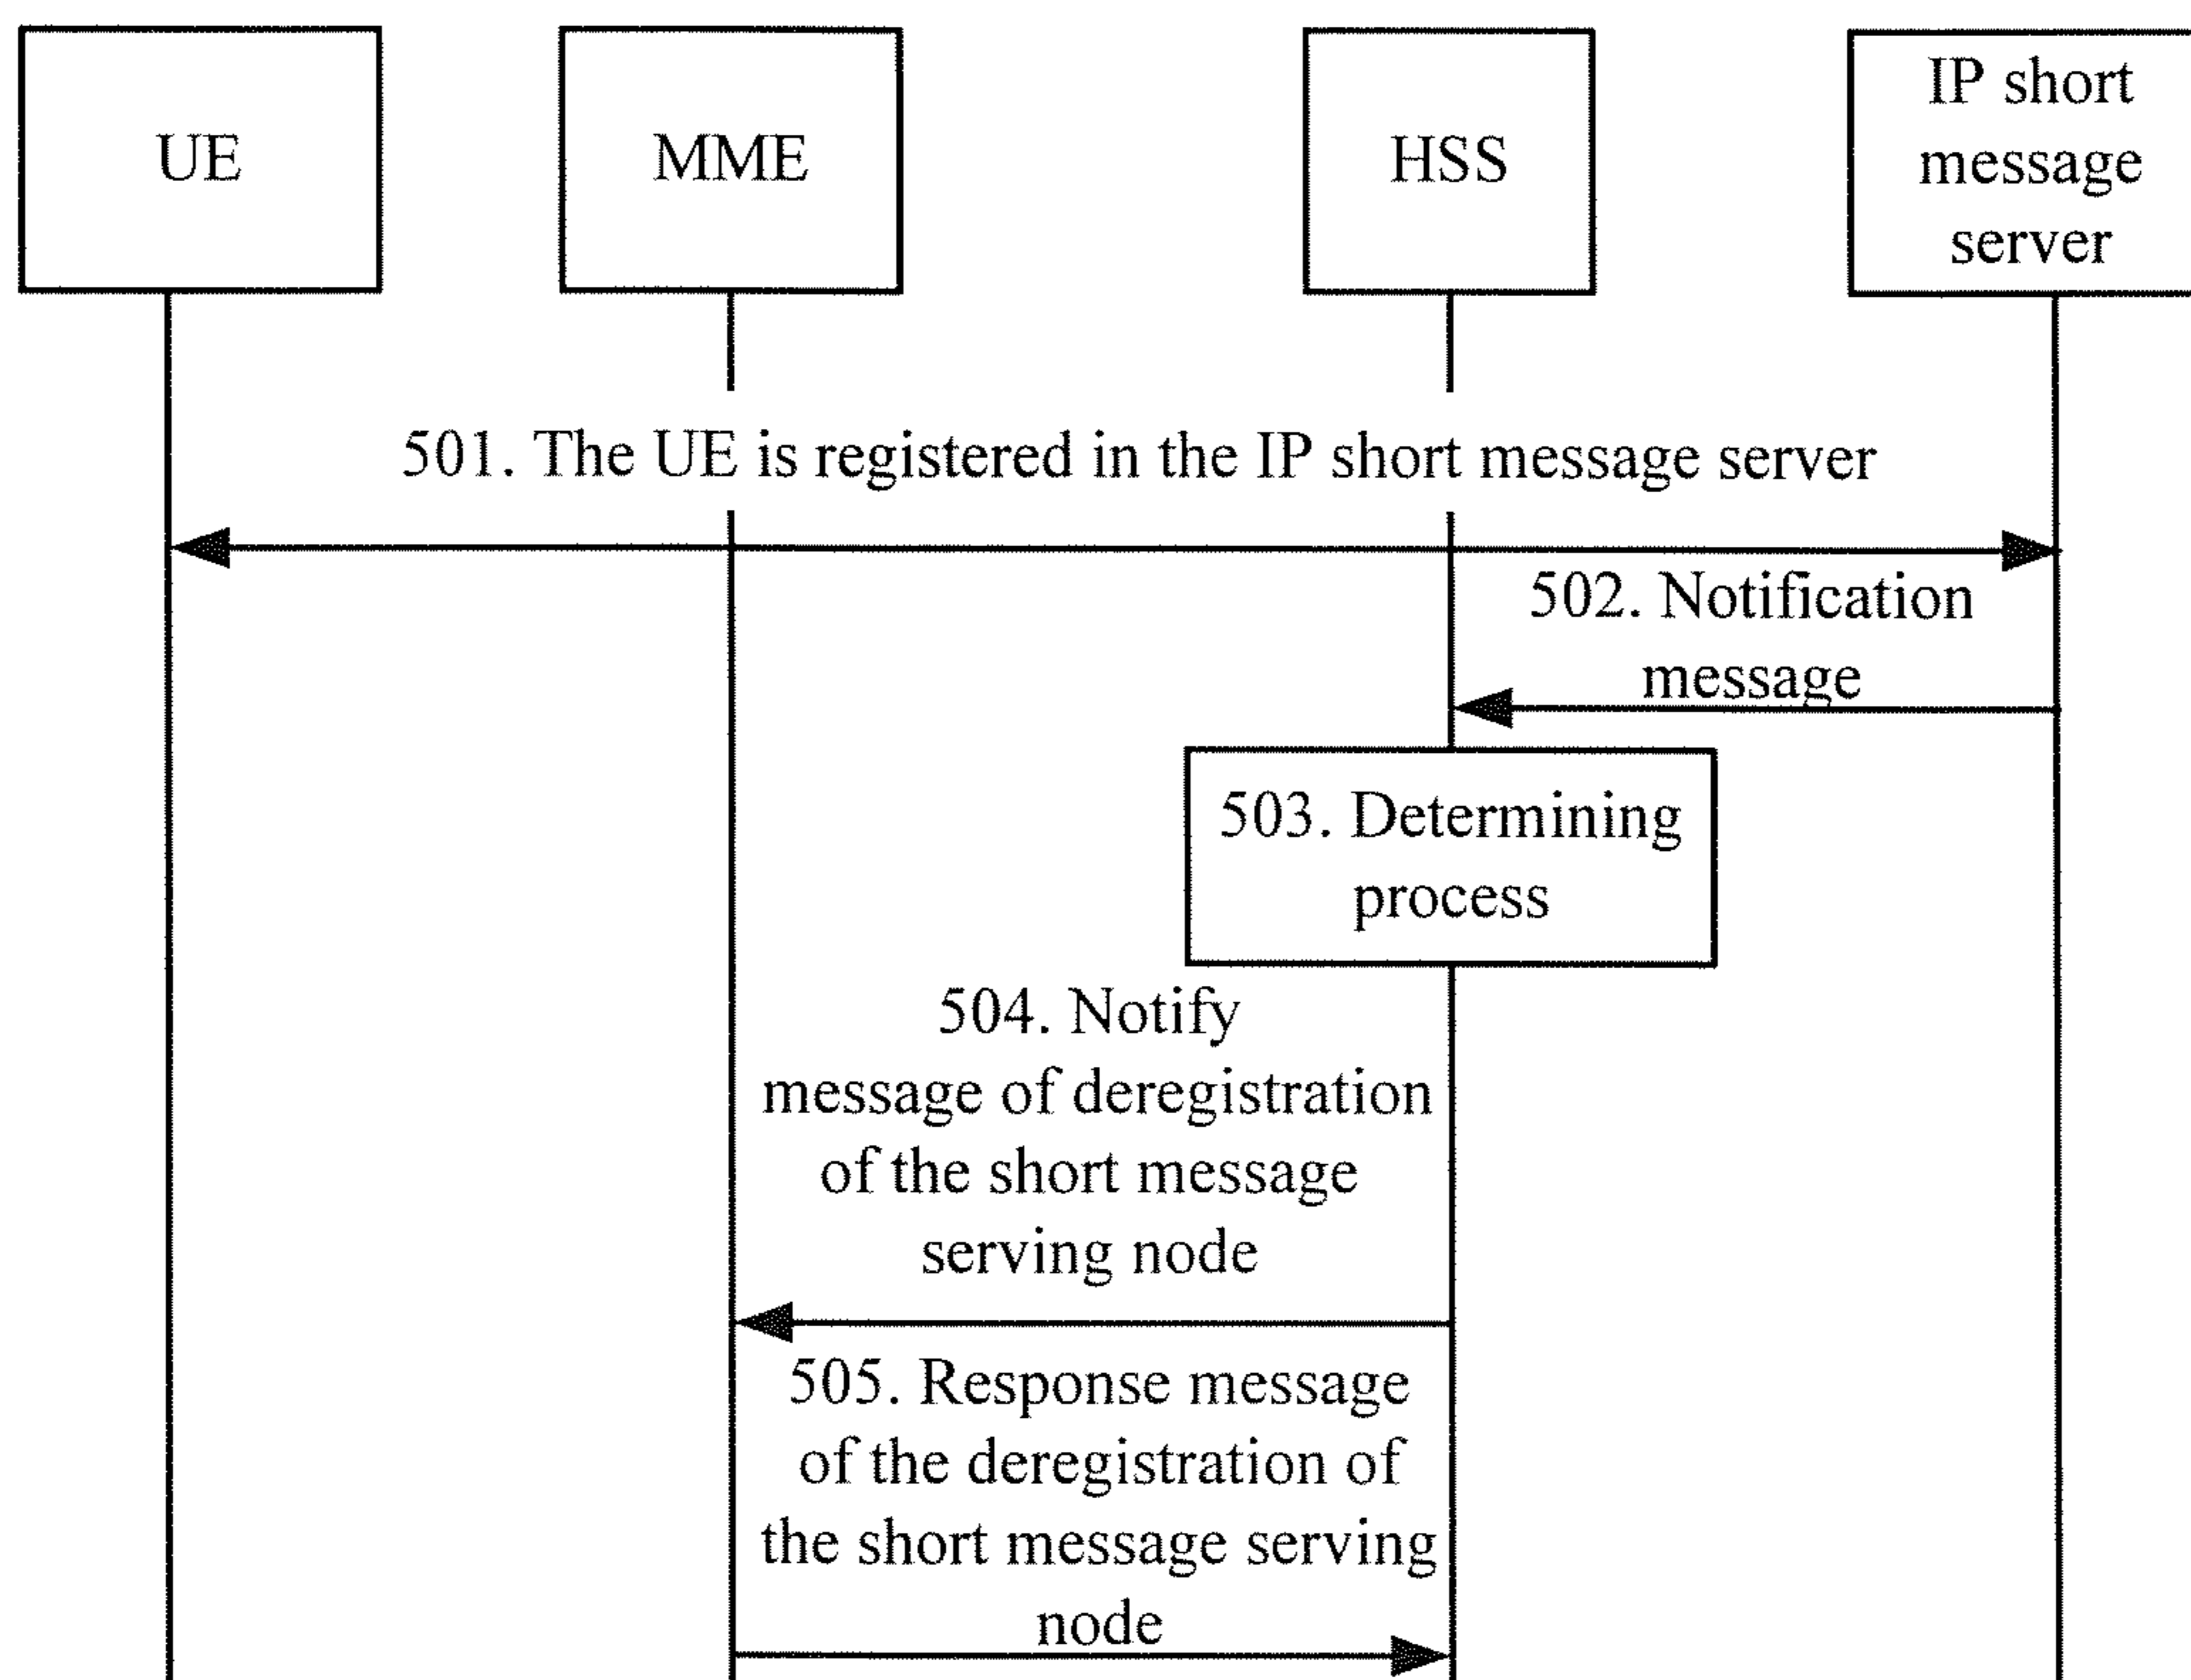 UE
MME
HSS
IP short
message
server
501. The UE is registered in the IP short message server
502. Notification
message
503. Determining
process
504. Notify
message of deregistration
of the short message
serving node
505. Response message
of the deregistration of
the short message serving
node